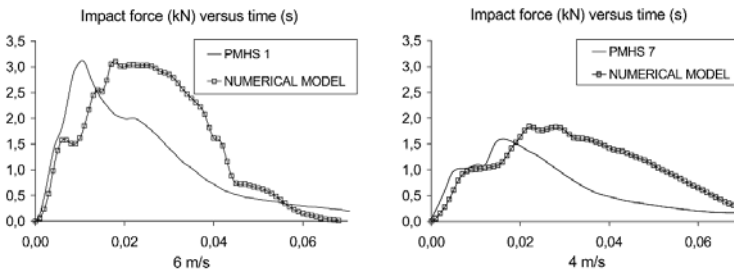 Impact force (kN) versus time (s)
3,5
3,0
2,5
2,0
1,5
1,0
0,5
0,0
PMHS 1
NUMERICAL MODEL
0,00 0,02 0,04 0,06
6 m/s
Impact force (kN) versus time (s)
3,5
3,0
2,5
2,0
1,5
1,0
0,5
0,0
PMHS 7
NUMERICAL MODEL
0,00 0,02 0,04 0,06
4 m/s